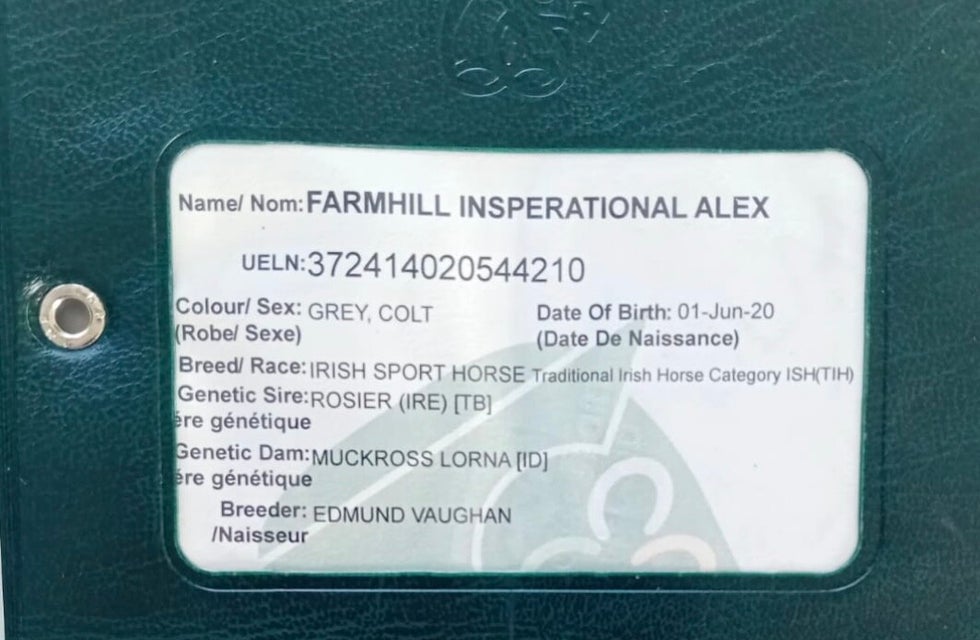 Name/ Nom: FARMHILL INSPERATIONAL ALEX
UELN: 372414020544210
Colour/ Sex: GREY, COLT Date Of Birth: 01-Jun-20
(Robe/ Sexe) (Date De Naissance)
Breed/ Race: IRISH SPORT HORSE Traditional Irish Horse Category ISH(TIH)
Genetic Sire: ROSIER (IRE) [TB]
ère génétique
Genetic Dam: MUCKROSS LORNA [ID]
ère génétique
Breeder: EDMUND VAUGHAN
/Naisseur